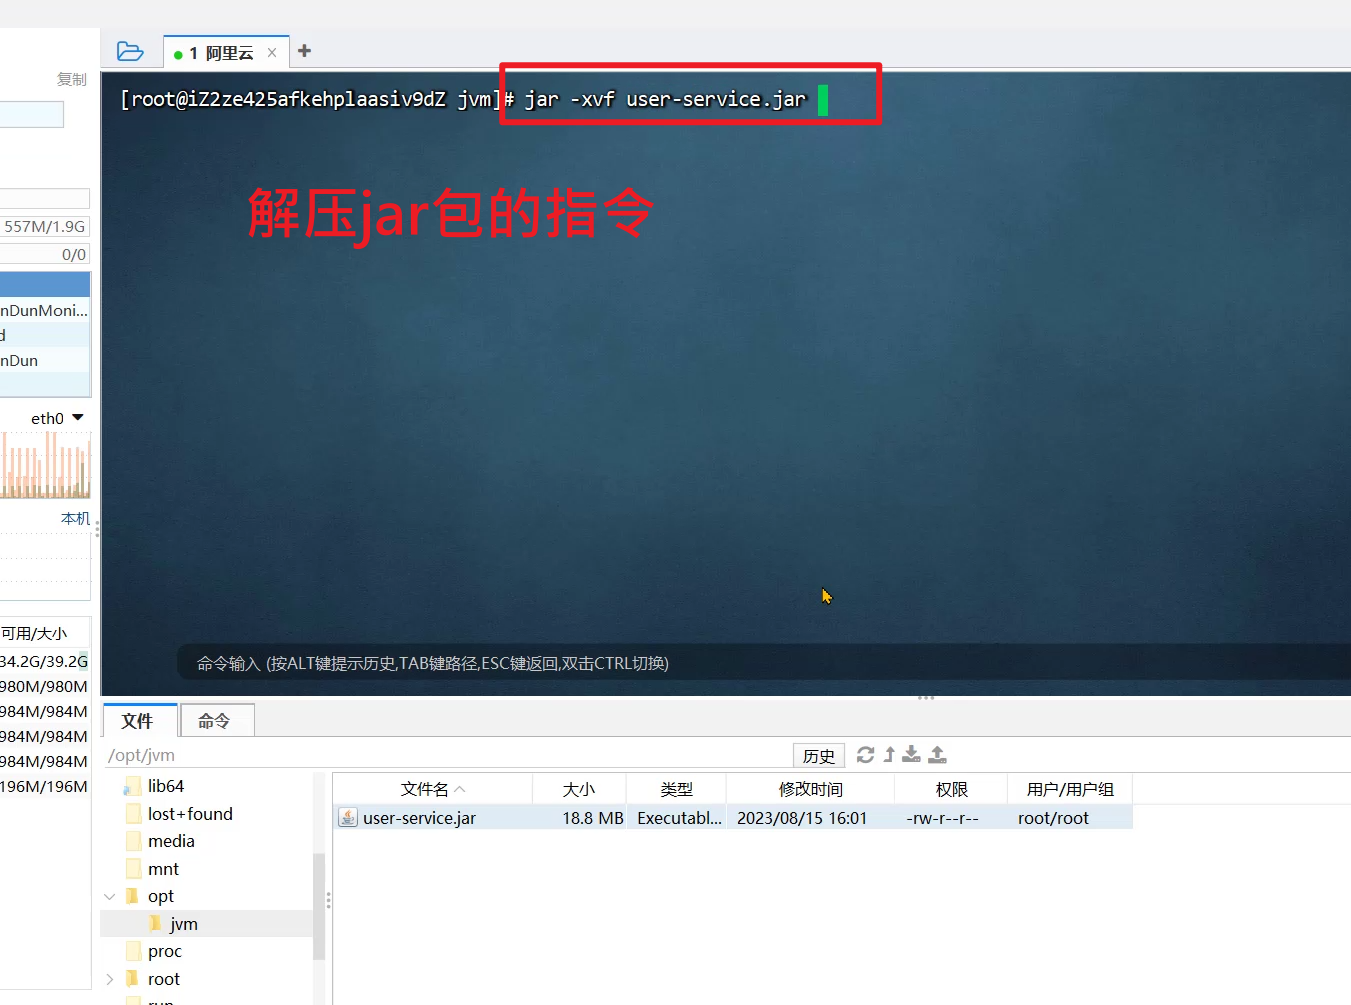 复制
1 阿里云
[root@iZ2ze425afkehplaasiv9dZ jvm]# jar -xvf user-service.jar
解压jar包的指令
557M/1.9G
0/0
nDunMoni...
d
nDun
eth0
本机
可用/大小
34.2G/39.2G
980M/980M
984M/984M
984M/984M
984M/984M
196M/196M
命令输入 (按ALT键提示历史,TAB键路径,ESC键返回,双击CTRL切换)
文件 命令
/opt/jvm 历史
lib64
lost+found
media
mnt
opt
jvm
proc
root
run
文件名 大小 类型 修改时间 权限 用户/用户组
user-service.jar 18.8 MB Executabl... 2023/08/15 16:01 -rw-r--r-- root/root